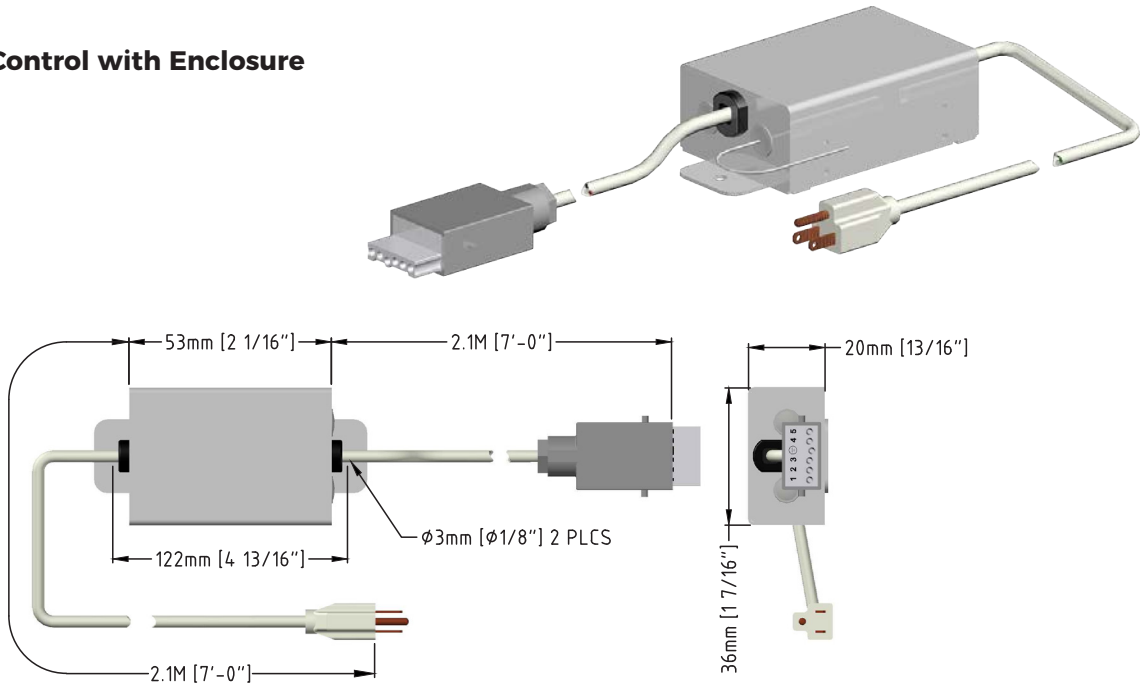 Control with Enclosure
53mm [2 1/16"]
2.1M [7'-0"]
20mm [13/16"]
1 2 3 ⏚ 4 5
Ø3mm [Ø1/8"] 2 PLCS
122mm [4 13/16"]
36mm [1 7/16"]
2.1M [7'-0"]